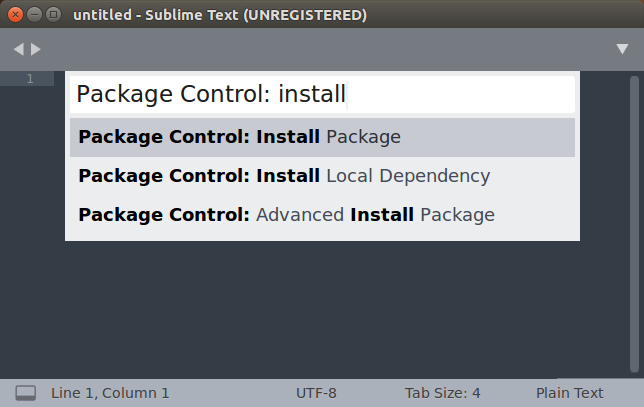 untitled - Sublime Text (UNREGISTERED)
1
Package Control: install
Package Control: Install Package
Package Control: Install Local Dependency
Package Control: Advanced Install Package
Line 1, Column 1 UTF-8 Tab Size: 4 Plain Text